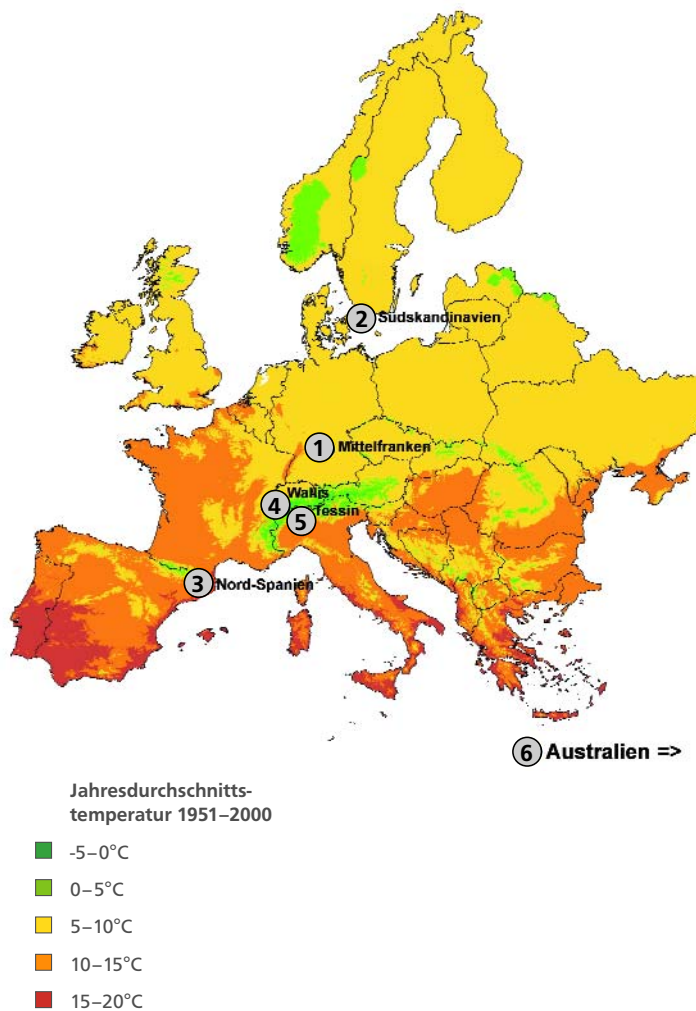 2 Südskandinavien
1 Mittelfranken
4 Wallis
5 Tessin
3 Nord-Spanien
6 Australien =>
Jahresdurchschnitts-
temperatur 1951–2000
-5–0°C
0–5°C
5–10°C
10–15°C
15–20°C